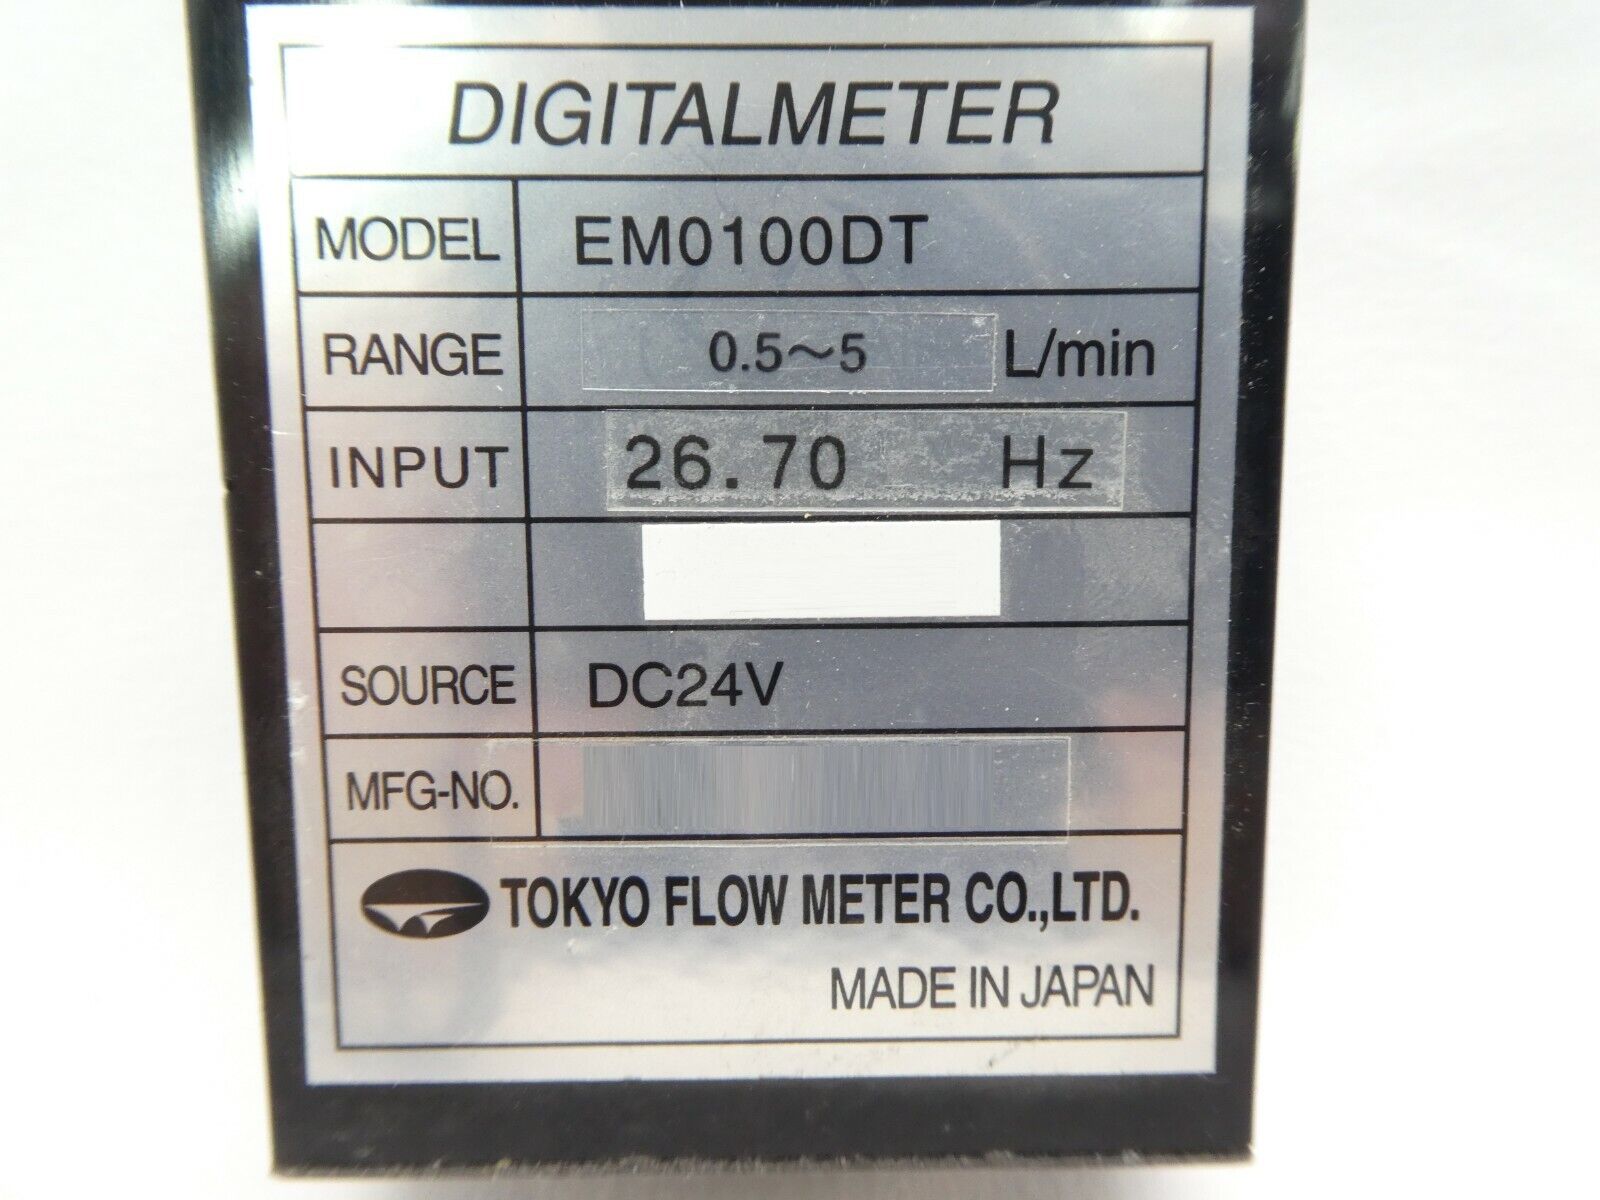 DIGITALMETER
MODEL EM0100DT
RANGE 0.5～5 L/min
INPUT 26.70 Hz
SOURCE DC24V
MFG-NO.
TOKYO FLOW METER CO.,LTD.
MADE IN JAPAN